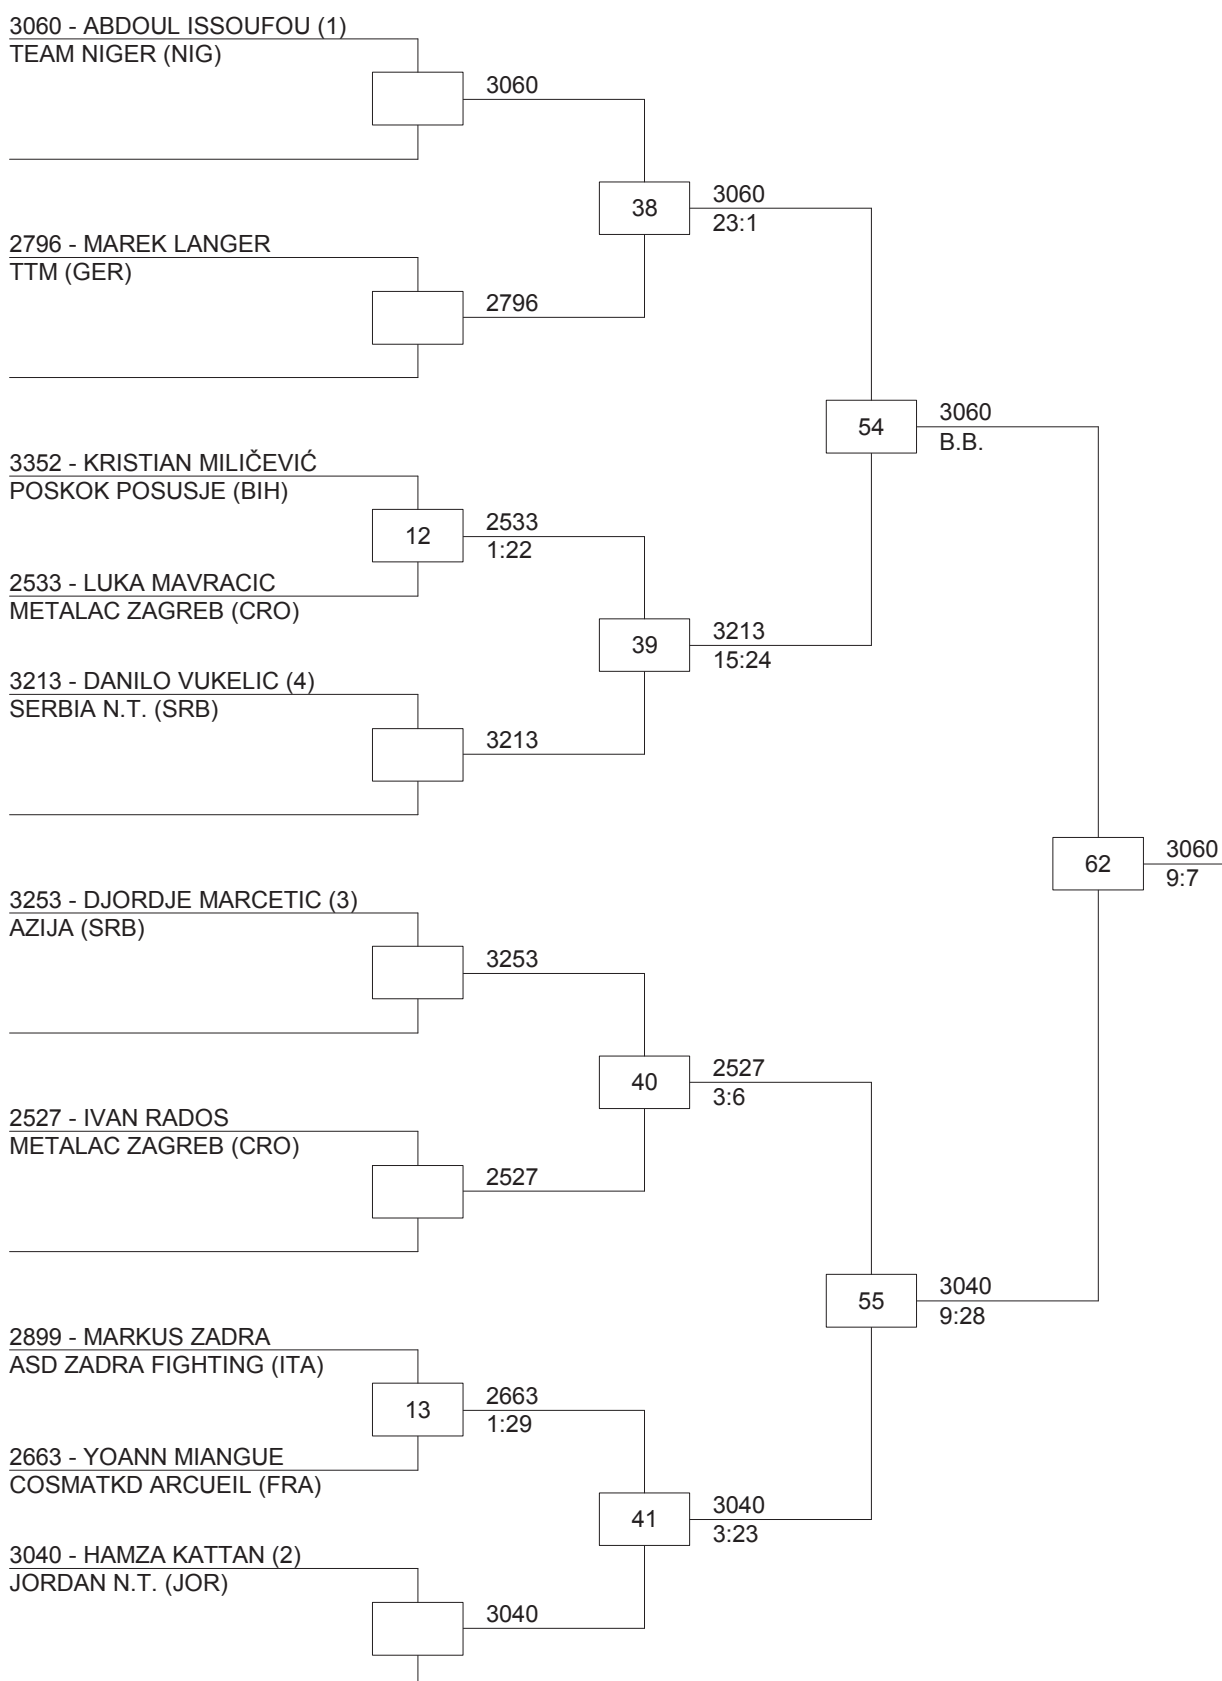 3060 - ABDOUL ISSOUFOU (1)
TEAM NIGER (NIG)
3060
38
3060
23:1
2796 - MAREK LANGER
TTM (GER)
2796
54
3060
B.B.
3352 - KRISTIAN MILIČEVIĆ
POSKOK POSUSJE (BIH)
12
2533
1:22
2533 - LUKA MAVRACIC
METALAC ZAGREB (CRO)
39
3213
15:24
3213 - DANILO VUKELIC (4)
SERBIA N.T. (SRB)
3213
62
3060
9:7
3253 - DJORDJE MARCETIC (3)
AZIJA (SRB)
3253
40
2527
3:6
2527 - IVAN RADOS
METALAC ZAGREB (CRO)
2527
55
3040
9:28
2899 - MARKUS ZADRA
ASD ZADRA FIGHTING (ITA)
13
2663
1:29
2663 - YOANN MIANGUE
COSMATKD ARCUEIL (FRA)
41
3040
3:23
3040 - HAMZA KATTAN (2)
JORDAN N.T. (JOR)
3040